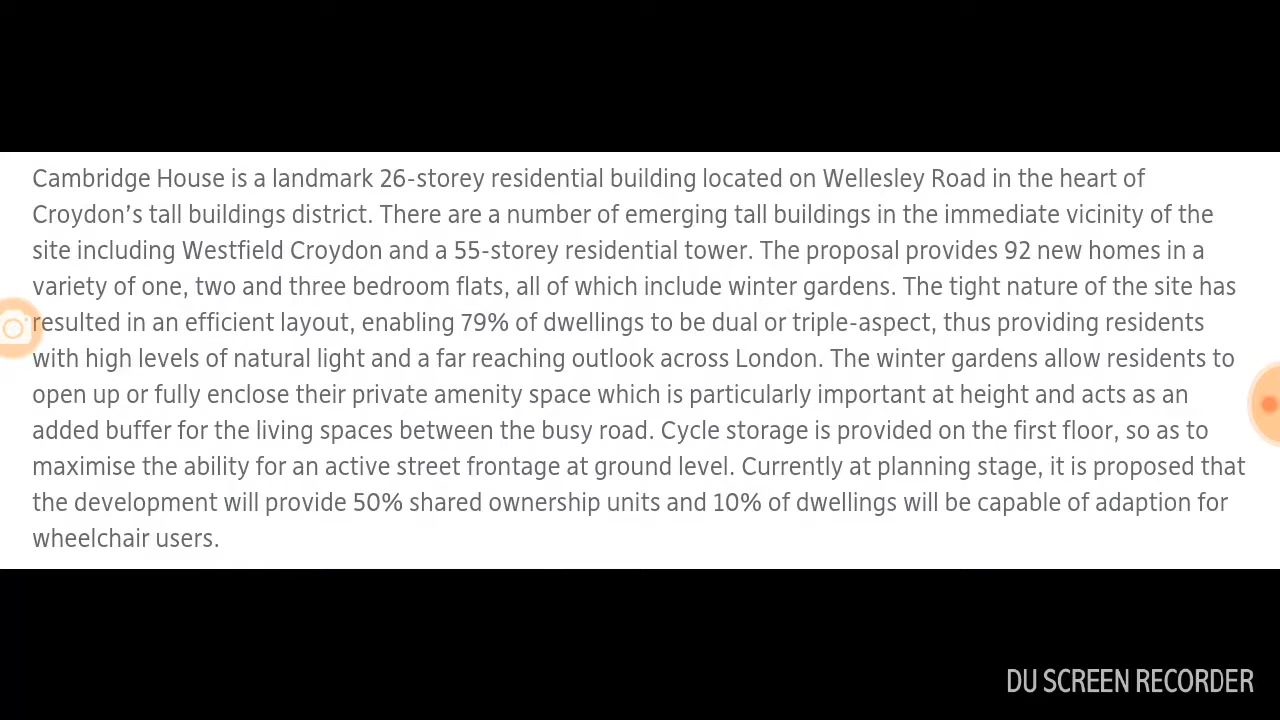 Cambridge House is a landmark 26-storey residential building located on Wellesley Road in the heart of
Croydon’s tall buildings district. There are a number of emerging tall buildings in the immediate vicinity of the
site including Westfield Croydon and a 55-storey residential tower. The proposal provides 92 new homes in a
variety of one, two and three bedroom flats, all of which include winter gardens. The tight nature of the site has
resulted in an efficient layout, enabling 79% of dwellings to be dual or triple-aspect, thus providing residents
with high levels of natural light and a far reaching outlook across London. The winter gardens allow residents to
open up or fully enclose their private amenity space which is particularly important at height and acts as an
added buffer for the living spaces between the busy road. Cycle storage is provided on the first floor, so as to
maximise the ability for an active street frontage at ground level. Currently at planning stage, it is proposed that
the development will provide 50% shared ownership units and 10% of dwellings will be capable of adaption for
wheelchair users.
DU SCREEN RECORDER